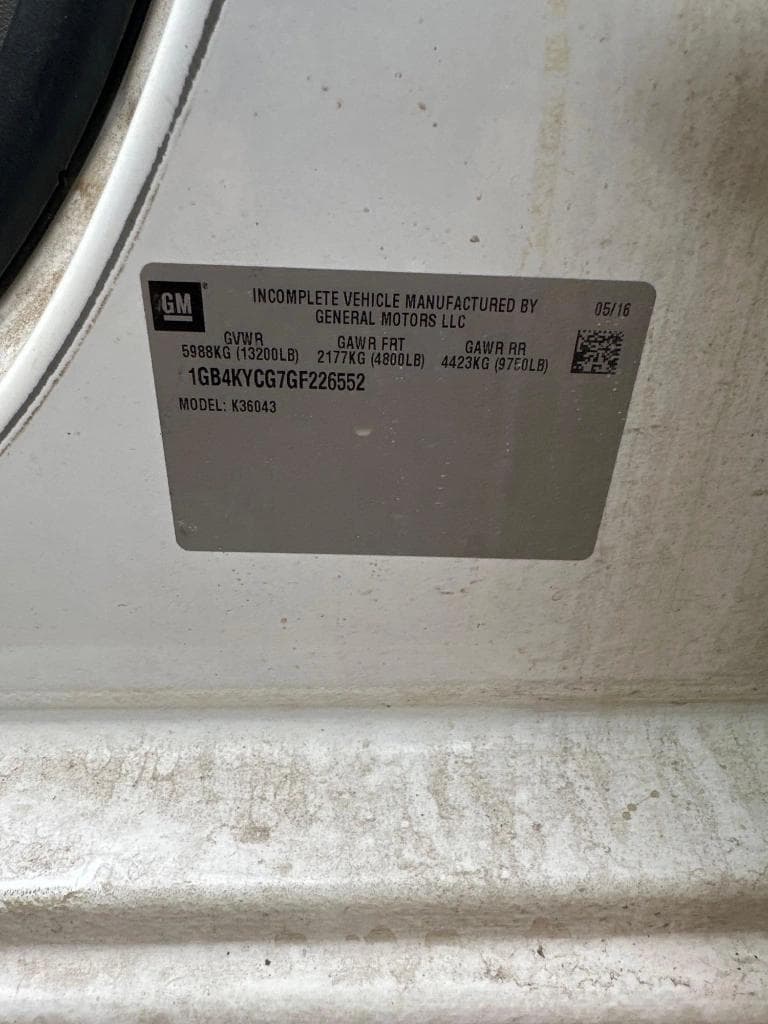 GM
INCOMPLETE VEHICLE MANUFACTURED BY
GENERAL MOTORS LLC
05/16
GVWR GAWR FRT GAWR RR
5988KG (13200LB) 2177KG (4800LB) 4423KG (9750LB)
1GB4KYCG7GF226552
MODEL: K36043